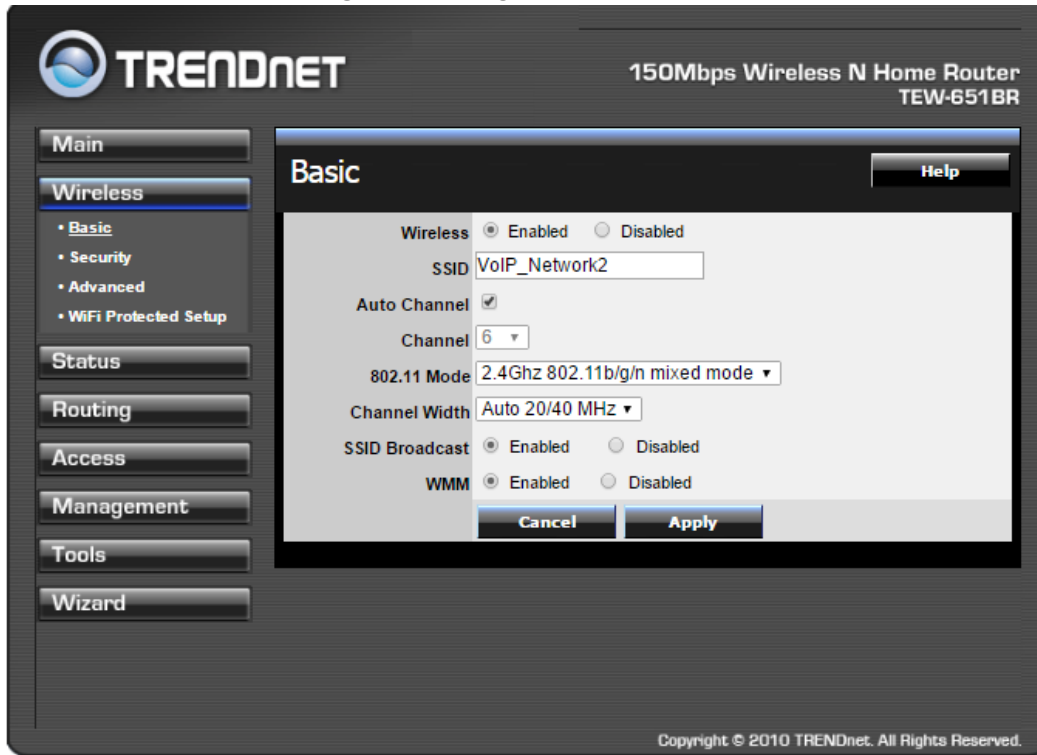 TRENDNET
150Mbps Wireless N Home Router
TEW-651BR
Main
Wireless
• Basic
• Security
• Advanced
• WiFi Protected Setup
Status
Routing
Access
Management
Tools
Wizard
Basic
Help
Wireless Enabled Disabled
SSID VoIP_Network2
Auto Channel
Channel 6
802.11 Mode 2.4Ghz 802.11b/g/n mixed mode
Channel Width Auto 20/40 MHz
SSID Broadcast Enabled Disabled
WMM Enabled Disabled
Cancel Apply
Copyright © 2010 TRENDnet. All Rights Reserved.